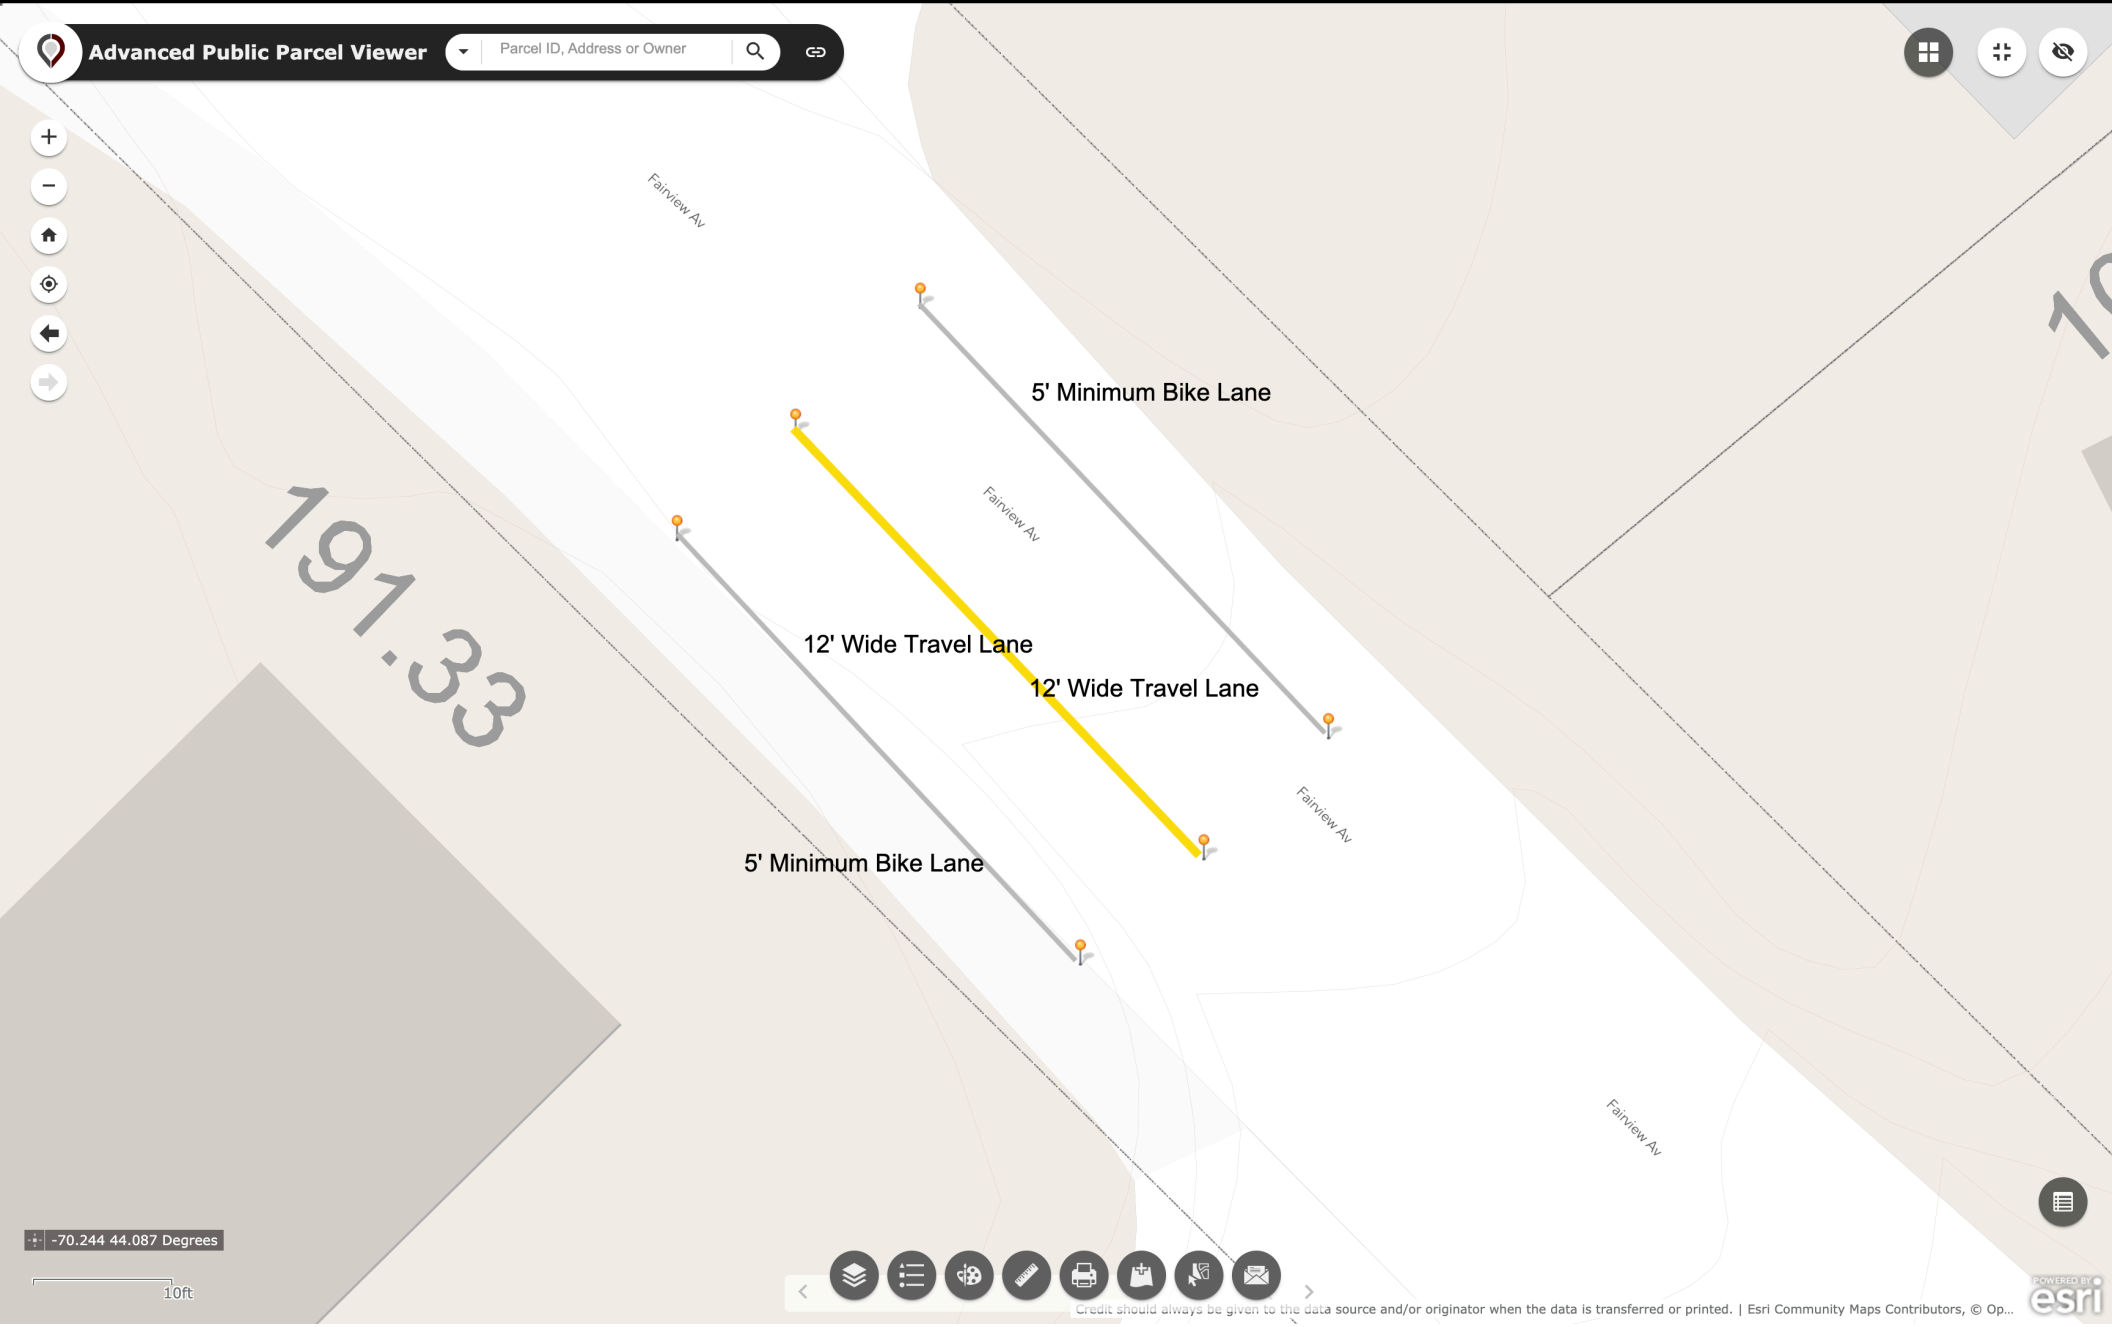 Advanced Public Parcel Viewer
Parcel ID, Address or Owner
Fairview Av
5' Minimum Bike Lane
Fairview Av
191.33
12' Wide Travel Lane
12' Wide Travel Lane
Fairview Av
5' Minimum Bike Lane
Fairview Av
-70.244 44.087 Degrees
10ft
Credit should always be given to the data source and/or originator when the data is transferred or printed. | Esri Community Maps Contributors, © Op...
POWERED BY
esri